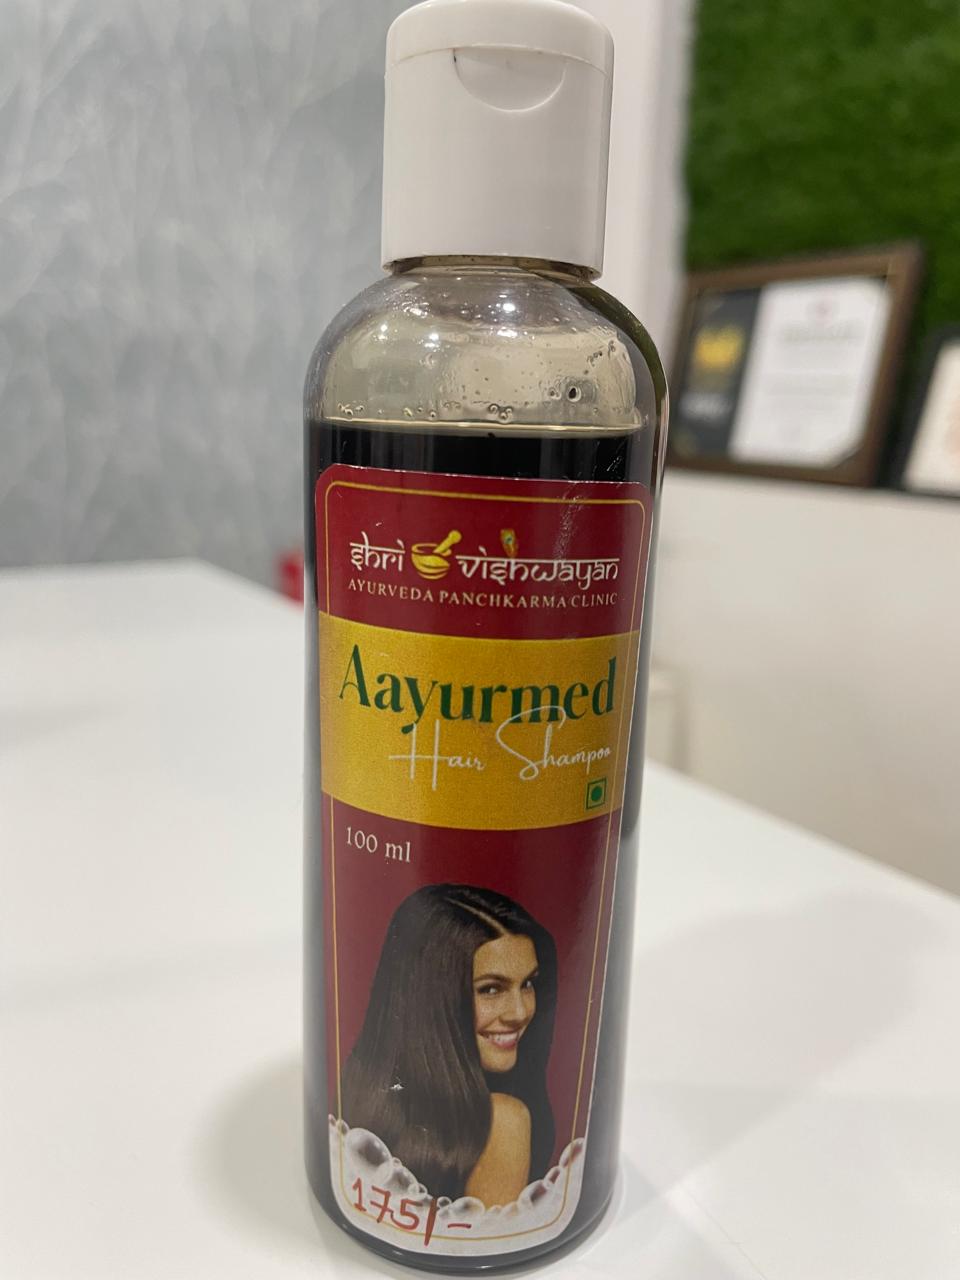 shri vishwayan
AYURVEDA PANCHKARMA CLINIC
Aayurmed
Hair Shampoo
100 ml
175/-